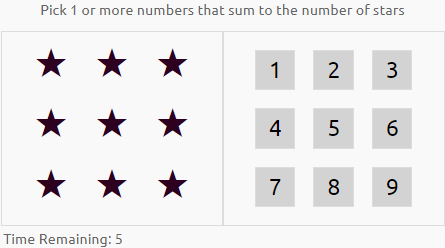 Pick 1 or more numbers that sum to the number of stars
1 2 3
4 5 6
7 8 9
Time Remaining: 5